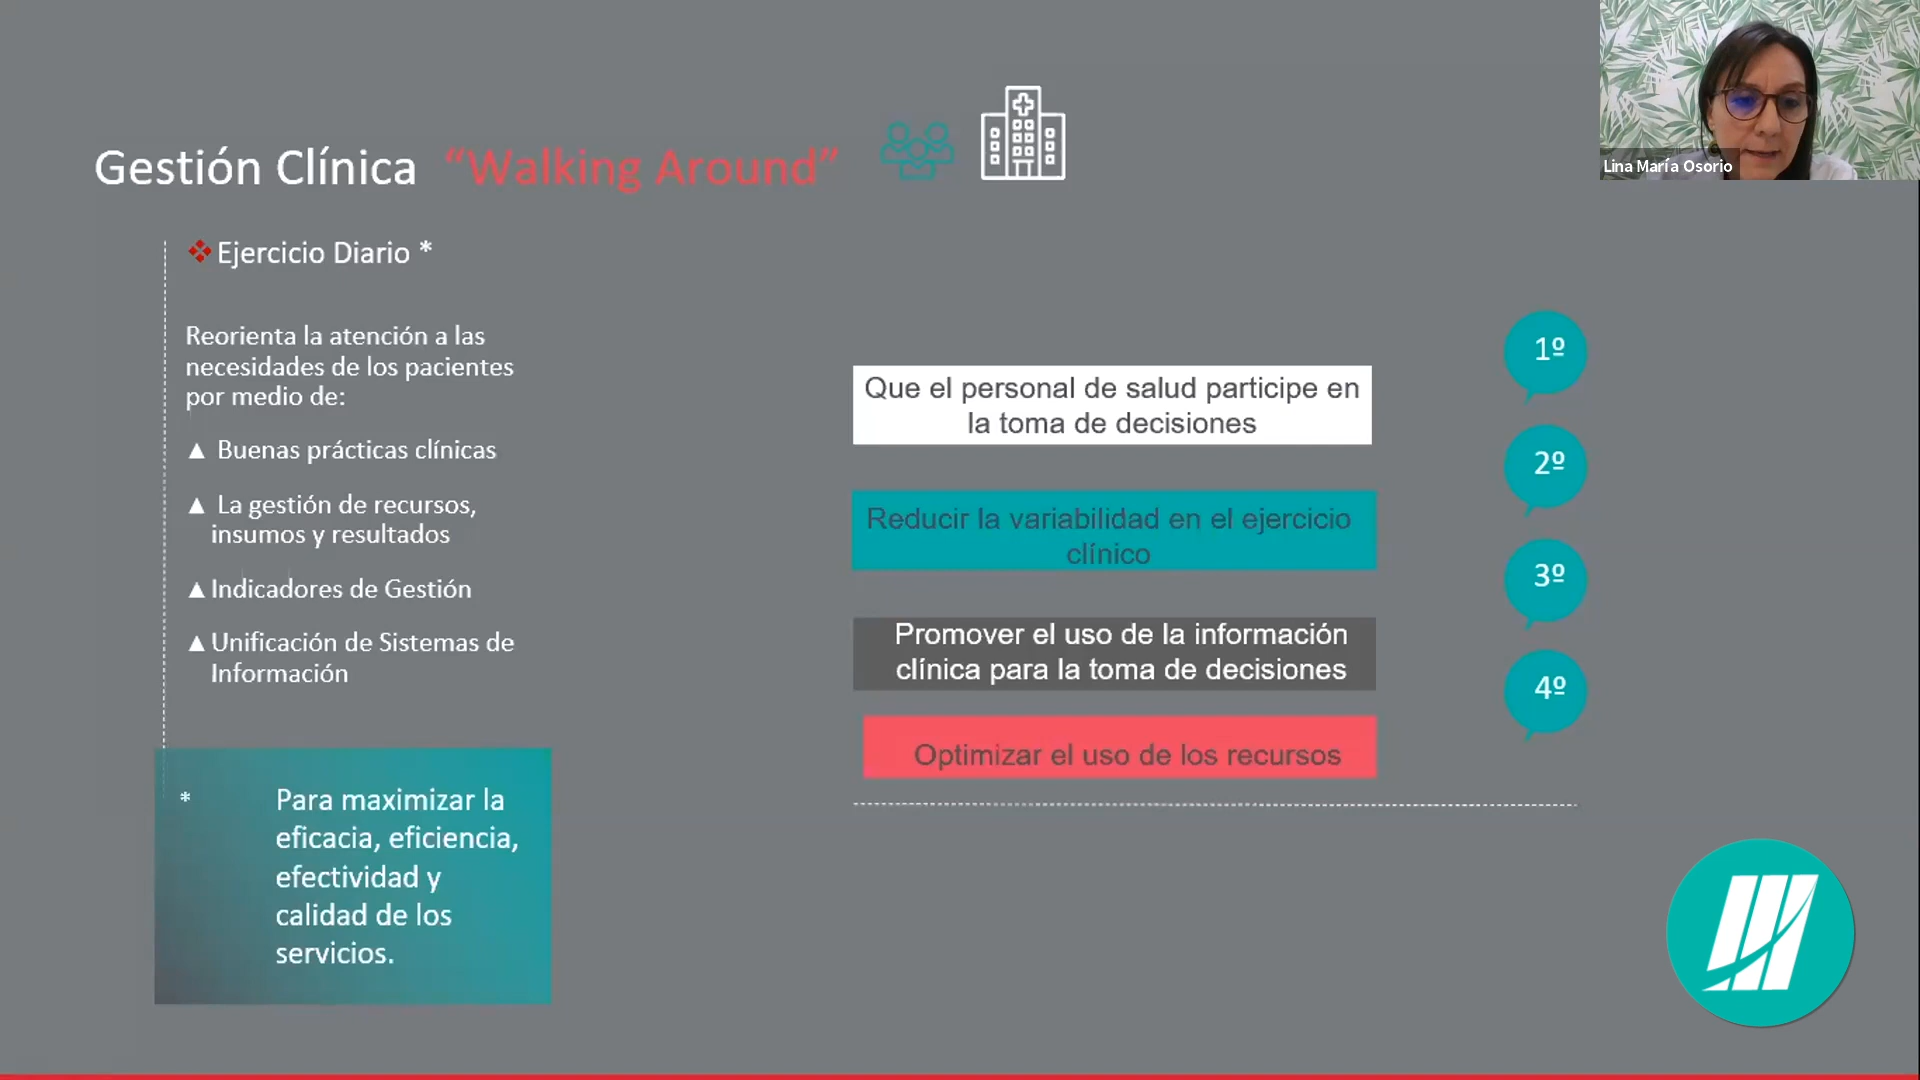 Gestión Clínica “Walking Around”
Lina María Osorio
Ejercicio Diario *
Reorienta la atención a las
necesidades de los pacientes
por medio de:
▲ Buenas prácticas clínicas
▲ La gestión de recursos,
insumos y resultados
▲ Indicadores de Gestión
▲ Unificación de Sistemas de
Información
* Para maximizar la
eficacia, eficiencia,
efectividad y
calidad de los
servicios.
Que el personal de salud participe en
la toma de decisiones
Reducir la variabilidad en el ejercicio
clínico
Promover el uso de la información
clínica para la toma de decisiones
Optimizar el uso de los recursos
1º
2º
3º
4º